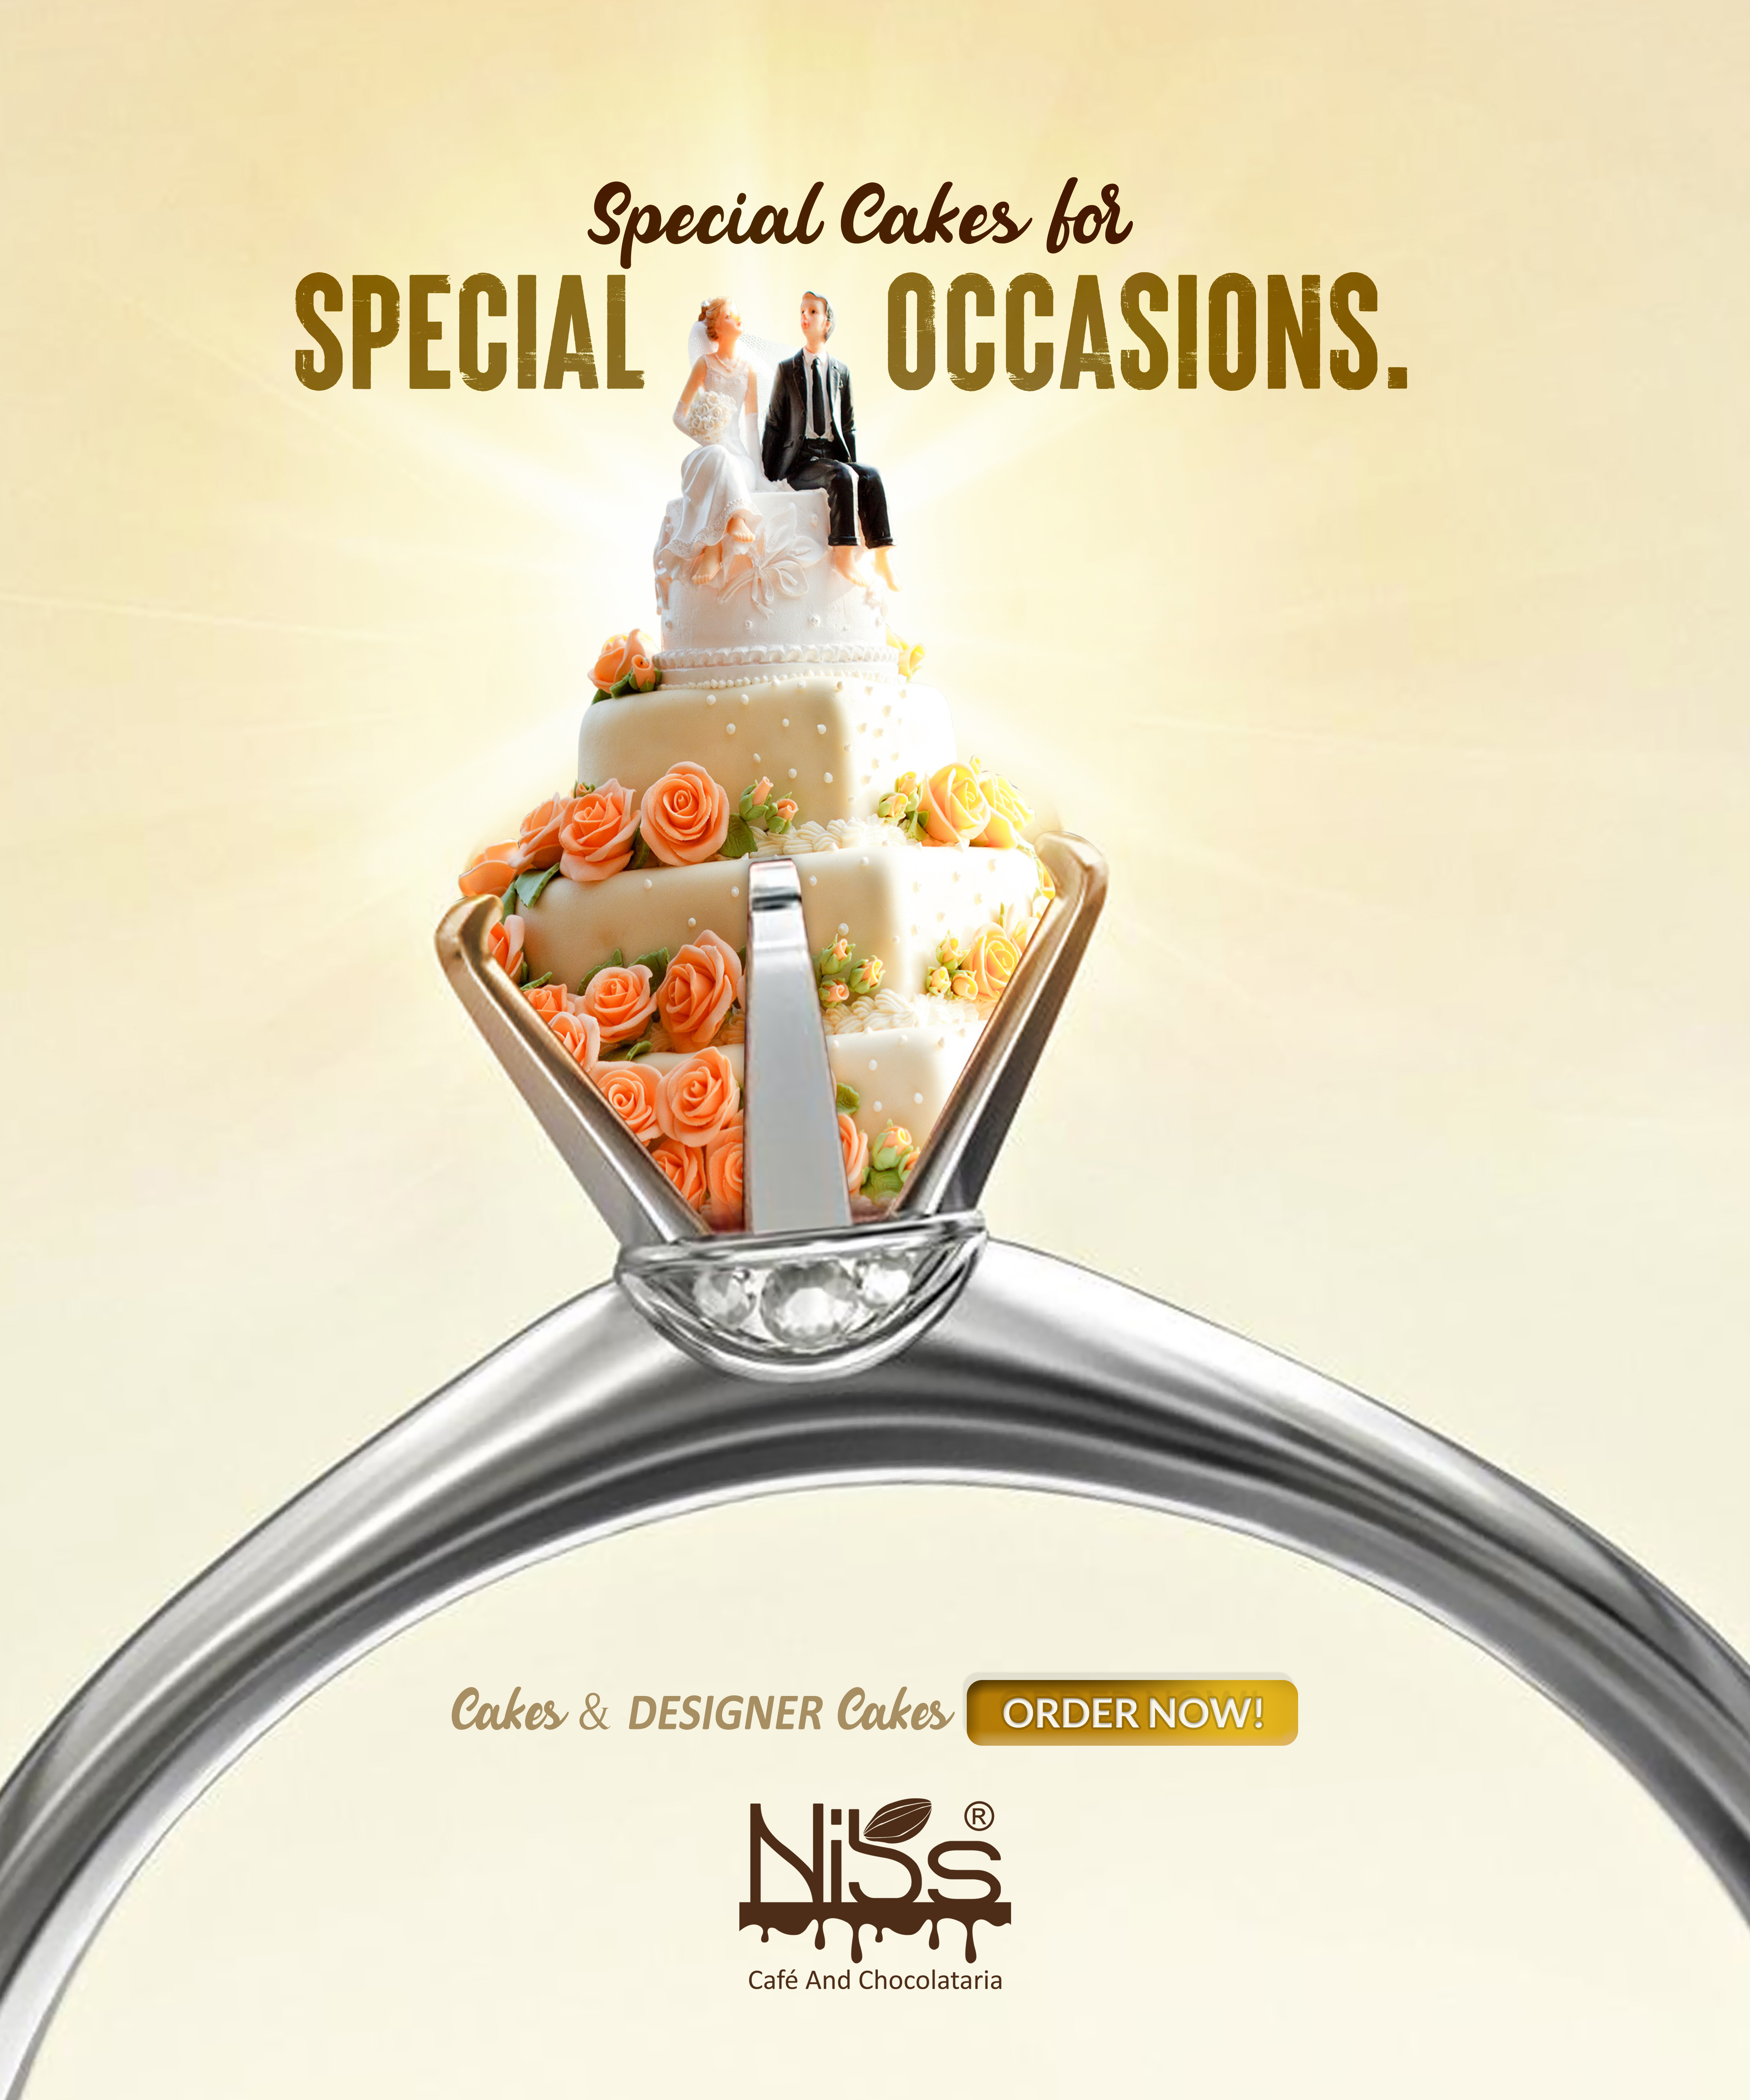 Special Cakes for
SPECIAL OCCASIONS.
Cakes & DESIGNER Cakes ORDER NOW!
Nibs®
Café And Chocolataria